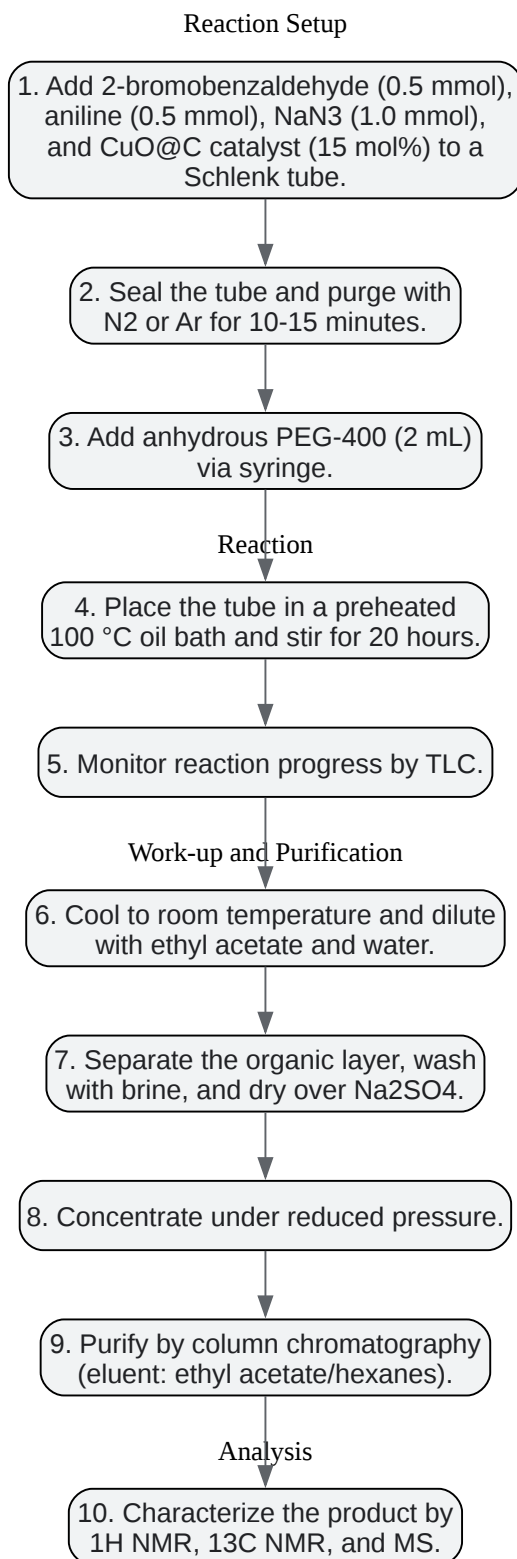 Reaction Setup
1. Add 2-bromobenzaldehyde (0.5 mmol),
aniline (0.5 mmol), NaN3 (1.0 mmol),
and CuO@C catalyst (15 mol%) to a
Schlenk tube.
2. Seal the tube and purge with
N2 or Ar for 10-15 minutes.
3. Add anhydrous PEG-400 (2 mL)
via syringe.
Reaction
4. Place the tube in a preheated
100 °C oil bath and stir for 20 hours.
5. Monitor reaction progress by TLC.
Work-up and Purification
6. Cool to room temperature and dilute
with ethyl acetate and water.
7. Separate the organic layer, wash
with brine, and dry over Na2SO4.
8. Concentrate under reduced pressure.
9. Purify by column chromatography
(eluent: ethyl acetate/hexanes).
Analysis
10. Characterize the product by
1H NMR, 13C NMR, and MS.